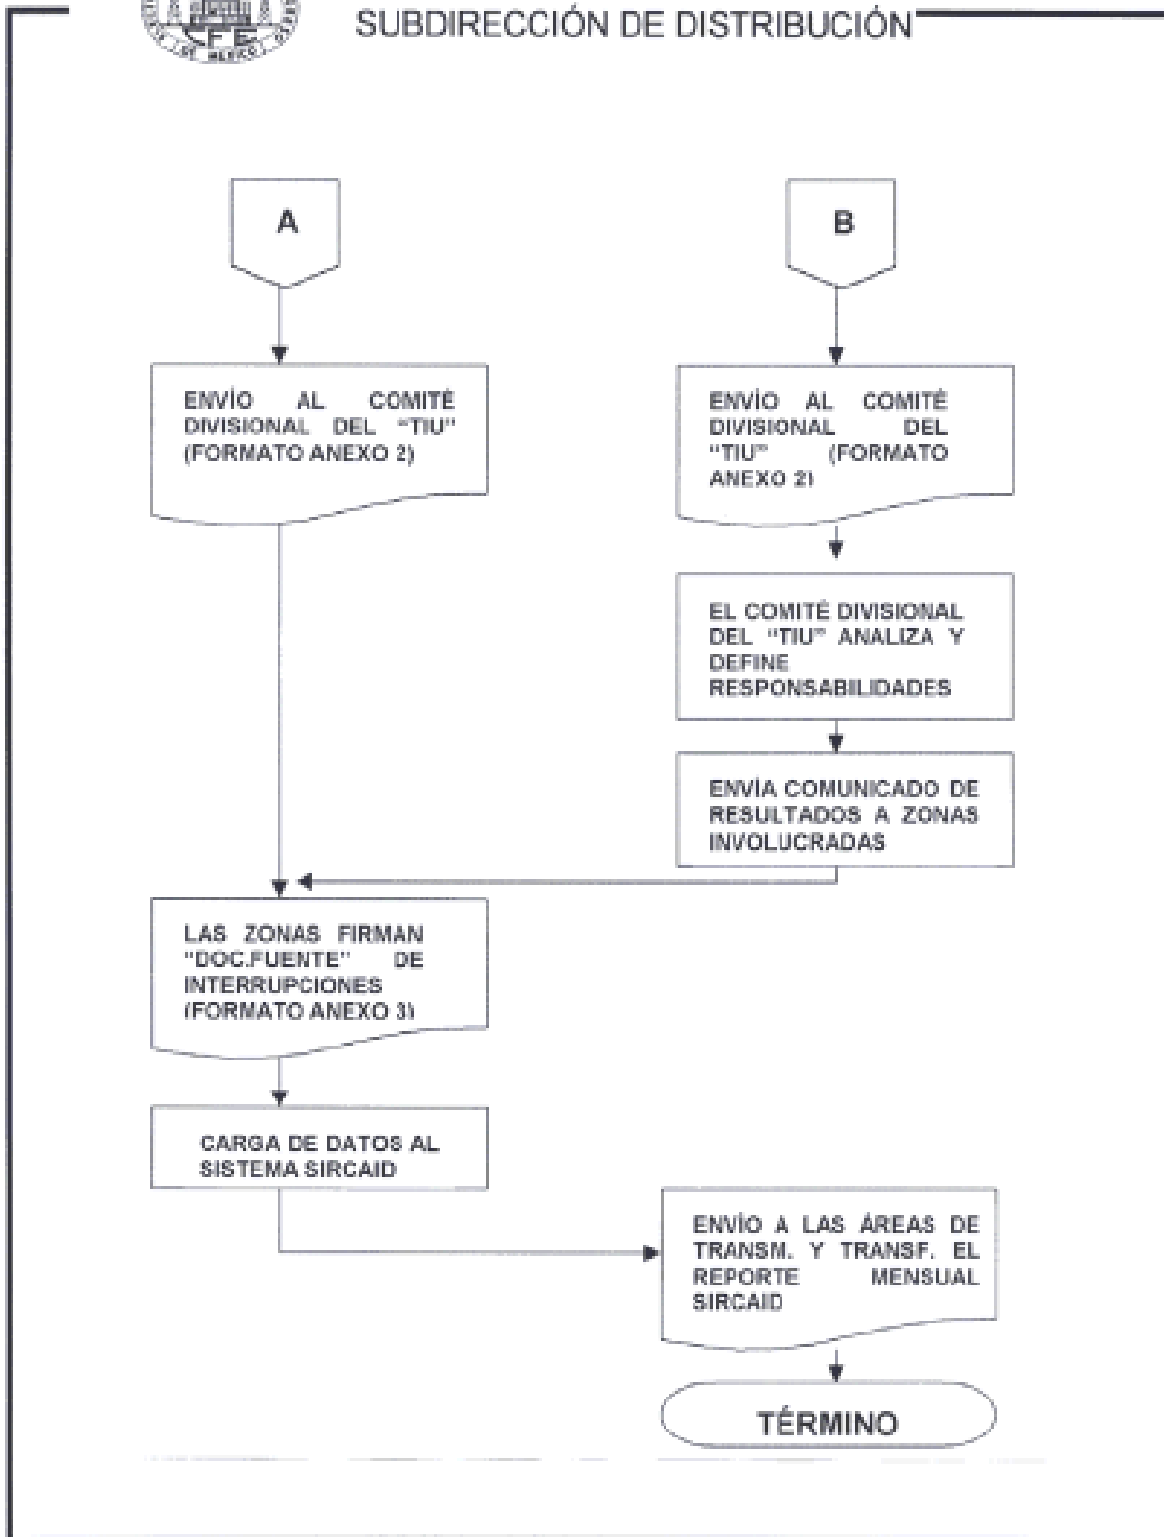 SUBDIRECCIÓN DE DISTRIBUCIÓN
CFE
DE MEXICO
A
B
ENVÍO AL COMITÉ
DIVISIONAL DEL "TIU"
(FORMATO ANEXO 2)
ENVÍO AL COMITÉ
DIVISIONAL DEL
"TIU" (FORMATO
ANEXO 2)
EL COMITÉ DIVISIONAL
DEL "TIU" ANALIZA Y
DEFINE
RESPONSABILIDADES
ENVÍA COMUNICADO DE
RESULTADOS A ZONAS
INVOLUCRADAS
LAS ZONAS FIRMAN
"DOC.FUENTE" DE
INTERRUPCIONES
(FORMATO ANEXO 3)
CARGA DE DATOS AL
SISTEMA SIRCAID
ENVÍO A LAS ÁREAS DE
TRANSM. Y TRANSF. EL
REPORTE MENSUAL
SIRCAID
TÉRMINO